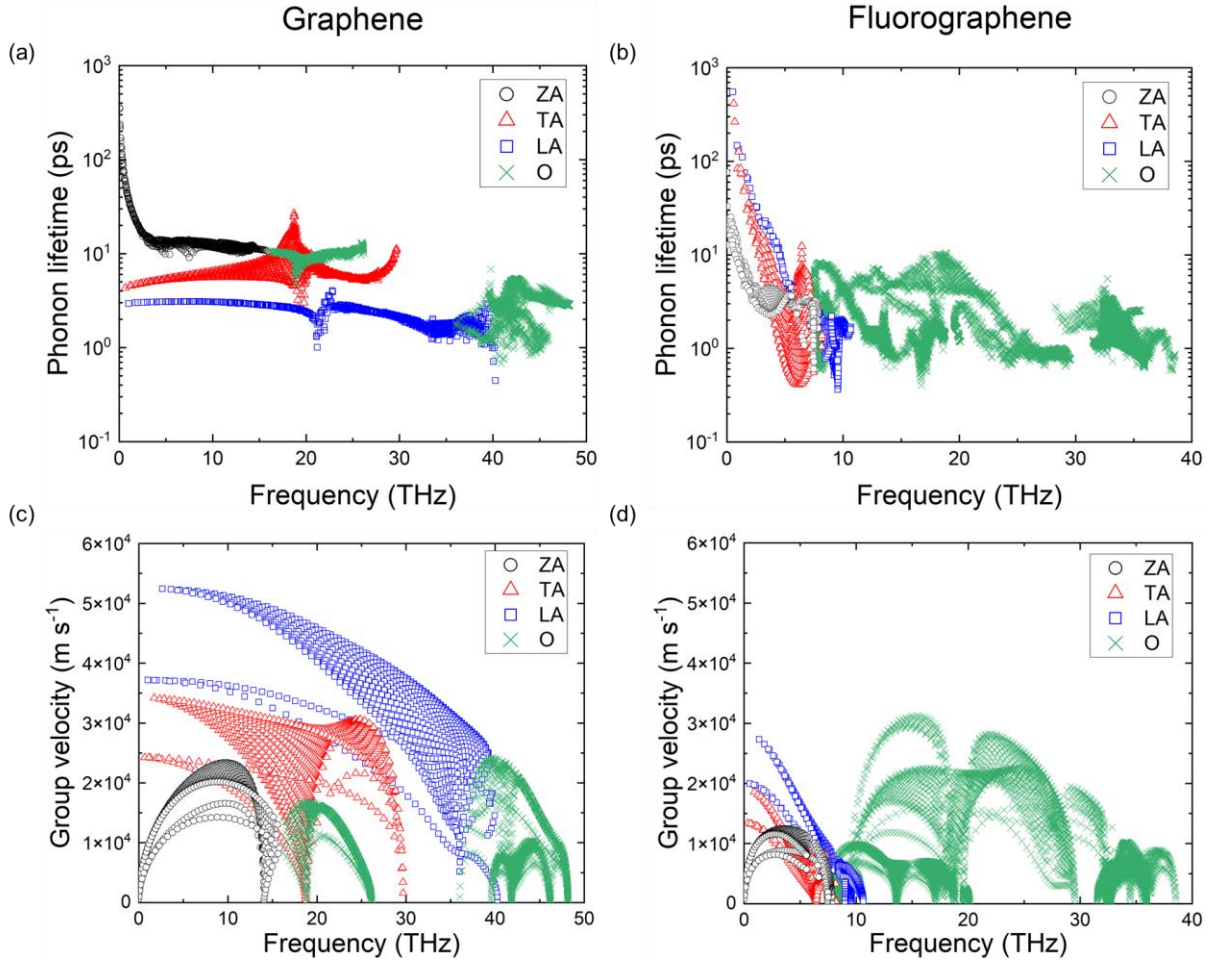 Graphene
Fluorographene
(a)
10³
10²
10¹
10⁰
10⁻¹
Phonon lifetime (ps)
ZA
TA
LA
O
0 10 20 30 40 50
Frequency (THz)
(b)
10³
10²
10¹
10⁰
10⁻¹
Phonon lifetime (ps)
ZA
TA
LA
O
0 10 20 30 40
Frequency (THz)
(c)
6×10⁴
5×10⁴
4×10⁴
3×10⁴
2×10⁴
1×10⁴
0
Group velocity (m s⁻¹)
ZA
TA
LA
O
0 10 20 30 40 50
Frequency (THz)
(d)
6×10⁴
5×10⁴
4×10⁴
3×10⁴
2×10⁴
1×10⁴
0
Group velocity (m s⁻¹)
ZA
TA
LA
O
0 10 20 30 40
Frequency (THz)